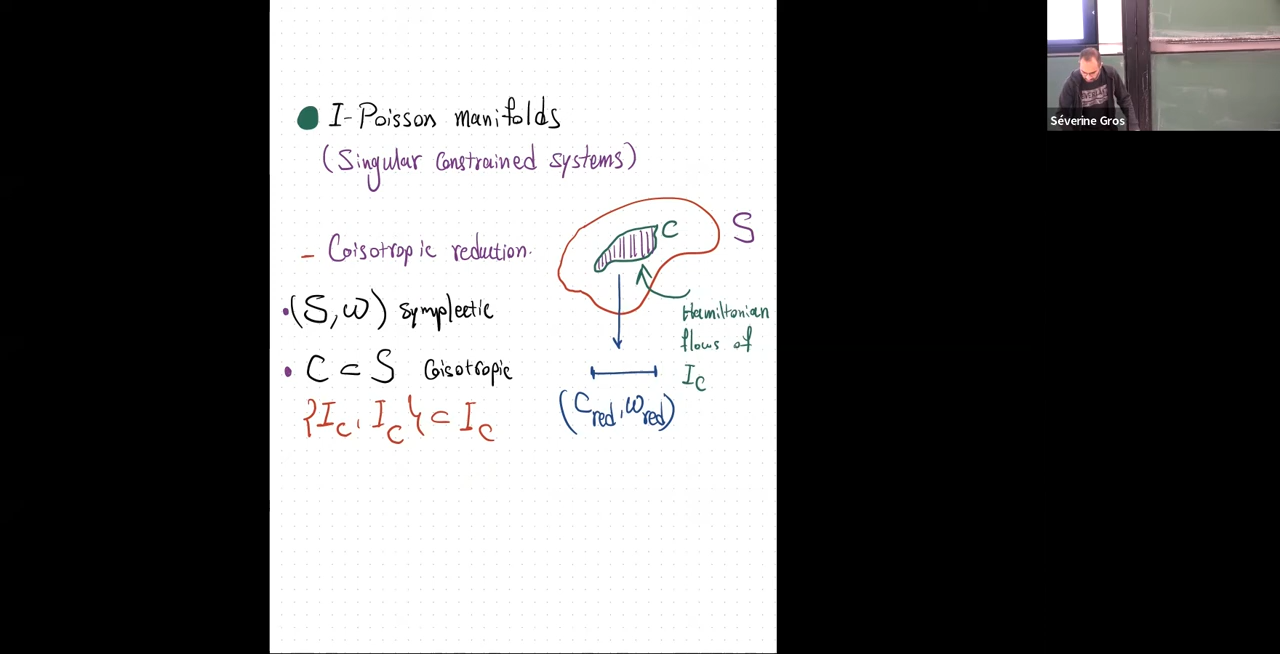 I-Poisson manifolds
(Singular Constrained systems)
- Coisotropic reduction.
•(S, ω) symplectic
• C ⊂ S Coisotropic
{I_C, I_C} ⊂ I_C
C
S
Hamiltonian
flows of
I_C
(C_red, ω_red)
Séverine Gros